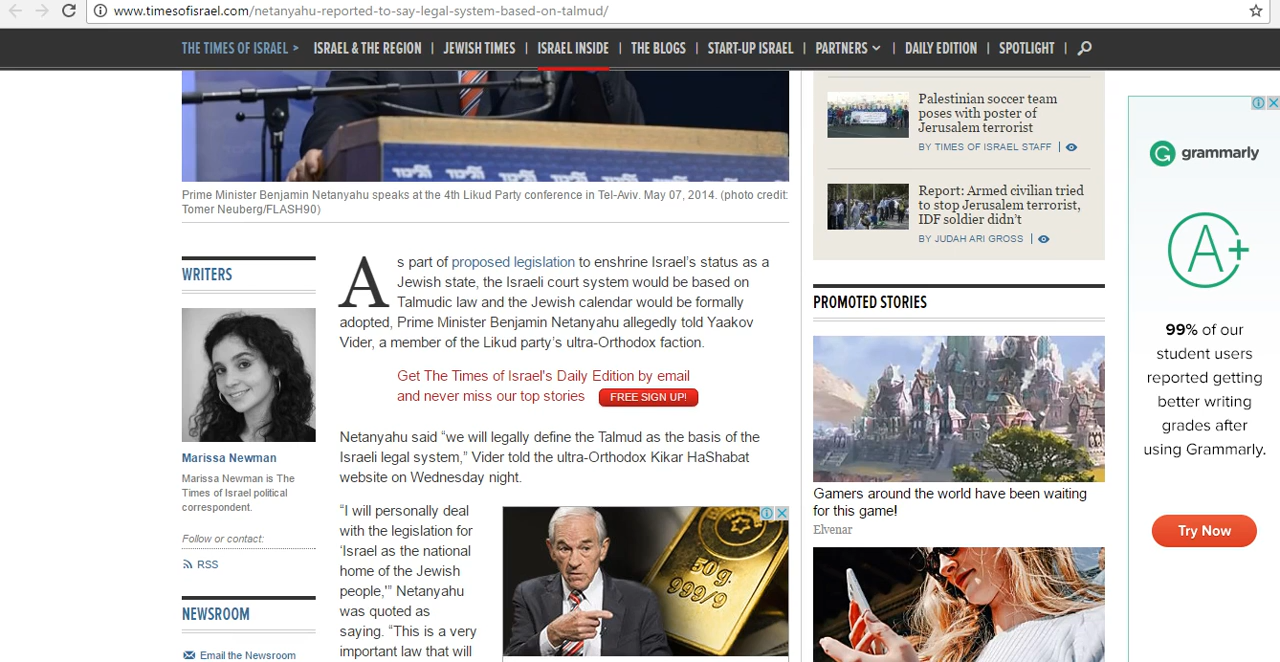 www.timesofisrael.com/netanyahu-reported-to-say-legal-system-based-on-talmud/
THE TIMES OF ISRAEL >
ISRAEL & THE REGION | JEWISH TIMES | ISRAEL INSIDE | THE BLOGS | START-UP ISRAEL | PARTNERS | DAILY EDITION | SPOTLIGHT |
Prime Minister Benjamin Netanyahu speaks at the 4th Likud Party conference in Tel-Aviv. May 07, 2014. (photo credit:
Tomer Neuberg/FLASH90)
WRITERS
Marissa Newman
Marissa Newman is The
Times of Israel political
correspondent.
Follow or contact:
RSS
NEWSROOM
Email the Newsroom
As part of proposed legislation to enshrine Israel's status as a
Jewish state, the Israeli court system would be based on
Talmudic law and the Jewish calendar would be formally
adopted, Prime Minister Benjamin Netanyahu allegedly told Yaakov
Vider, a member of the Likud party's ultra-Orthodox faction.
Get The Times of Israel's Daily Edition by email
and never miss our top stories FREE SIGN UP!
Netanyahu said “we will legally define the Talmud as the basis of the
Israeli legal system,” Vider told the ultra-Orthodox Kikar HaShabat
website on Wednesday night.
“I will personally deal
with the legislation for
‘Israel as the national
home of the Jewish
people,'” Netanyahu
was quoted as
saying. “This is a very
important law that will
50g.
999/9
Palestinian soccer team
poses with poster of
Jerusalem terrorist
BY TIMES OF ISRAEL STAFF |
Report: Armed civilian tried
to stop Jerusalem terrorist,
IDF soldier didn't
BY JUDAH ARI GROSS |
PROMOTED STORIES
Gamers around the world have been waiting
for this game!
Elvenar
grammarly
A+
99% of our
student users
reported getting
better writing
grades after
using Grammarly.
Try Now